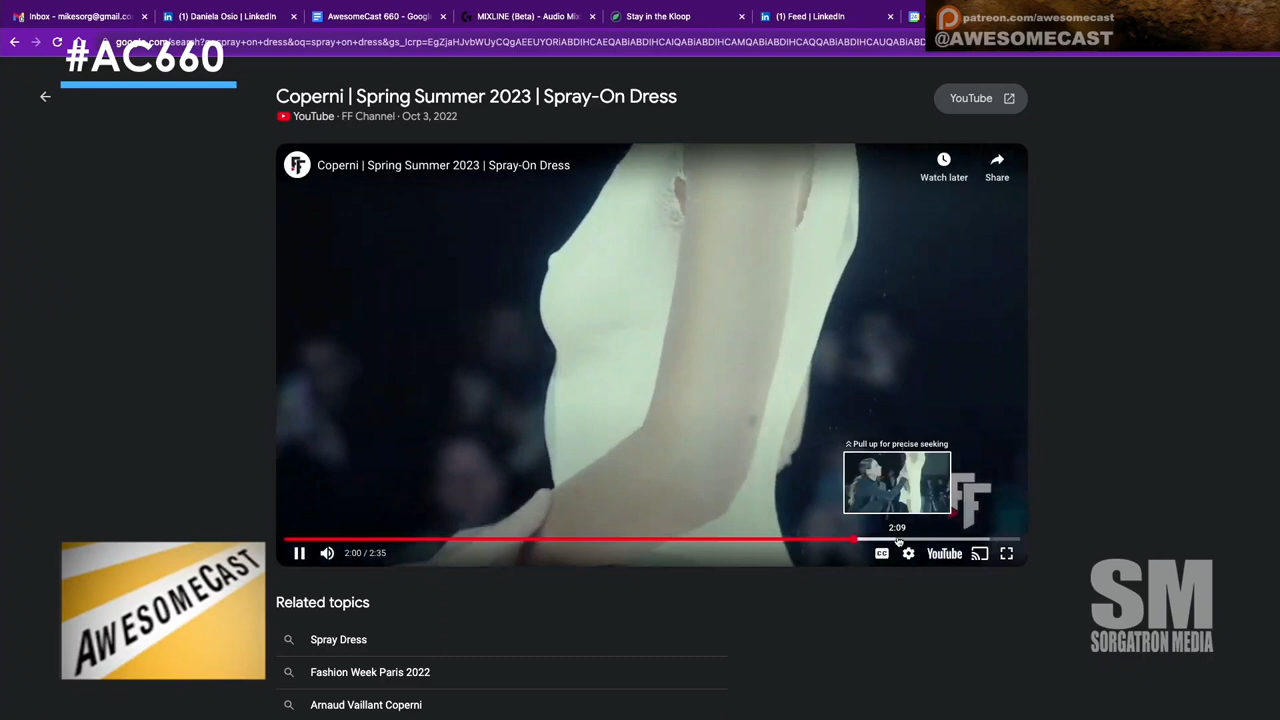 Inbox - mikesorg@gmail.co
(1) Daniela Osio | LinkedIn
AwesomeCast 660 - Googl
MIXLINE (Beta) - Audio Mi
Stay in the Kloop
(1) Feed | LinkedIn
patreon.com/awesomecast
@AWESOMECAST
#AC660
Coperni | Spring Summer 2023 | Spray-On Dress
YouTube · FF Channel · Oct 3, 2022
YouTube
FF
Coperni | Spring Summer 2023 | Spray-On Dress
Watch later
Share
Pull up for precise seeking
FF
2:09
2:00 / 2:35
CC
YouTube
AWESOMECAST
SM
SORGATRON MEDIA
Related topics
Spray Dress
Fashion Week Paris 2022
Arnaud Vaillant Coperni